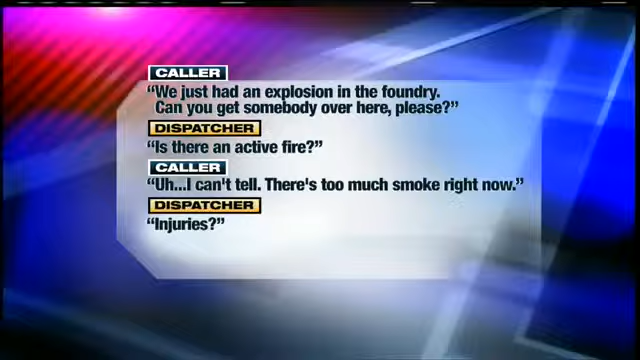 CALLER
“We just had an explosion in the foundry.
Can you get somebody over here, please?”
DISPATCHER
“Is there an active fire?”
CALLER
“Uh...I can't tell. There's too much smoke right now.”
DISPATCHER
“Injuries?”